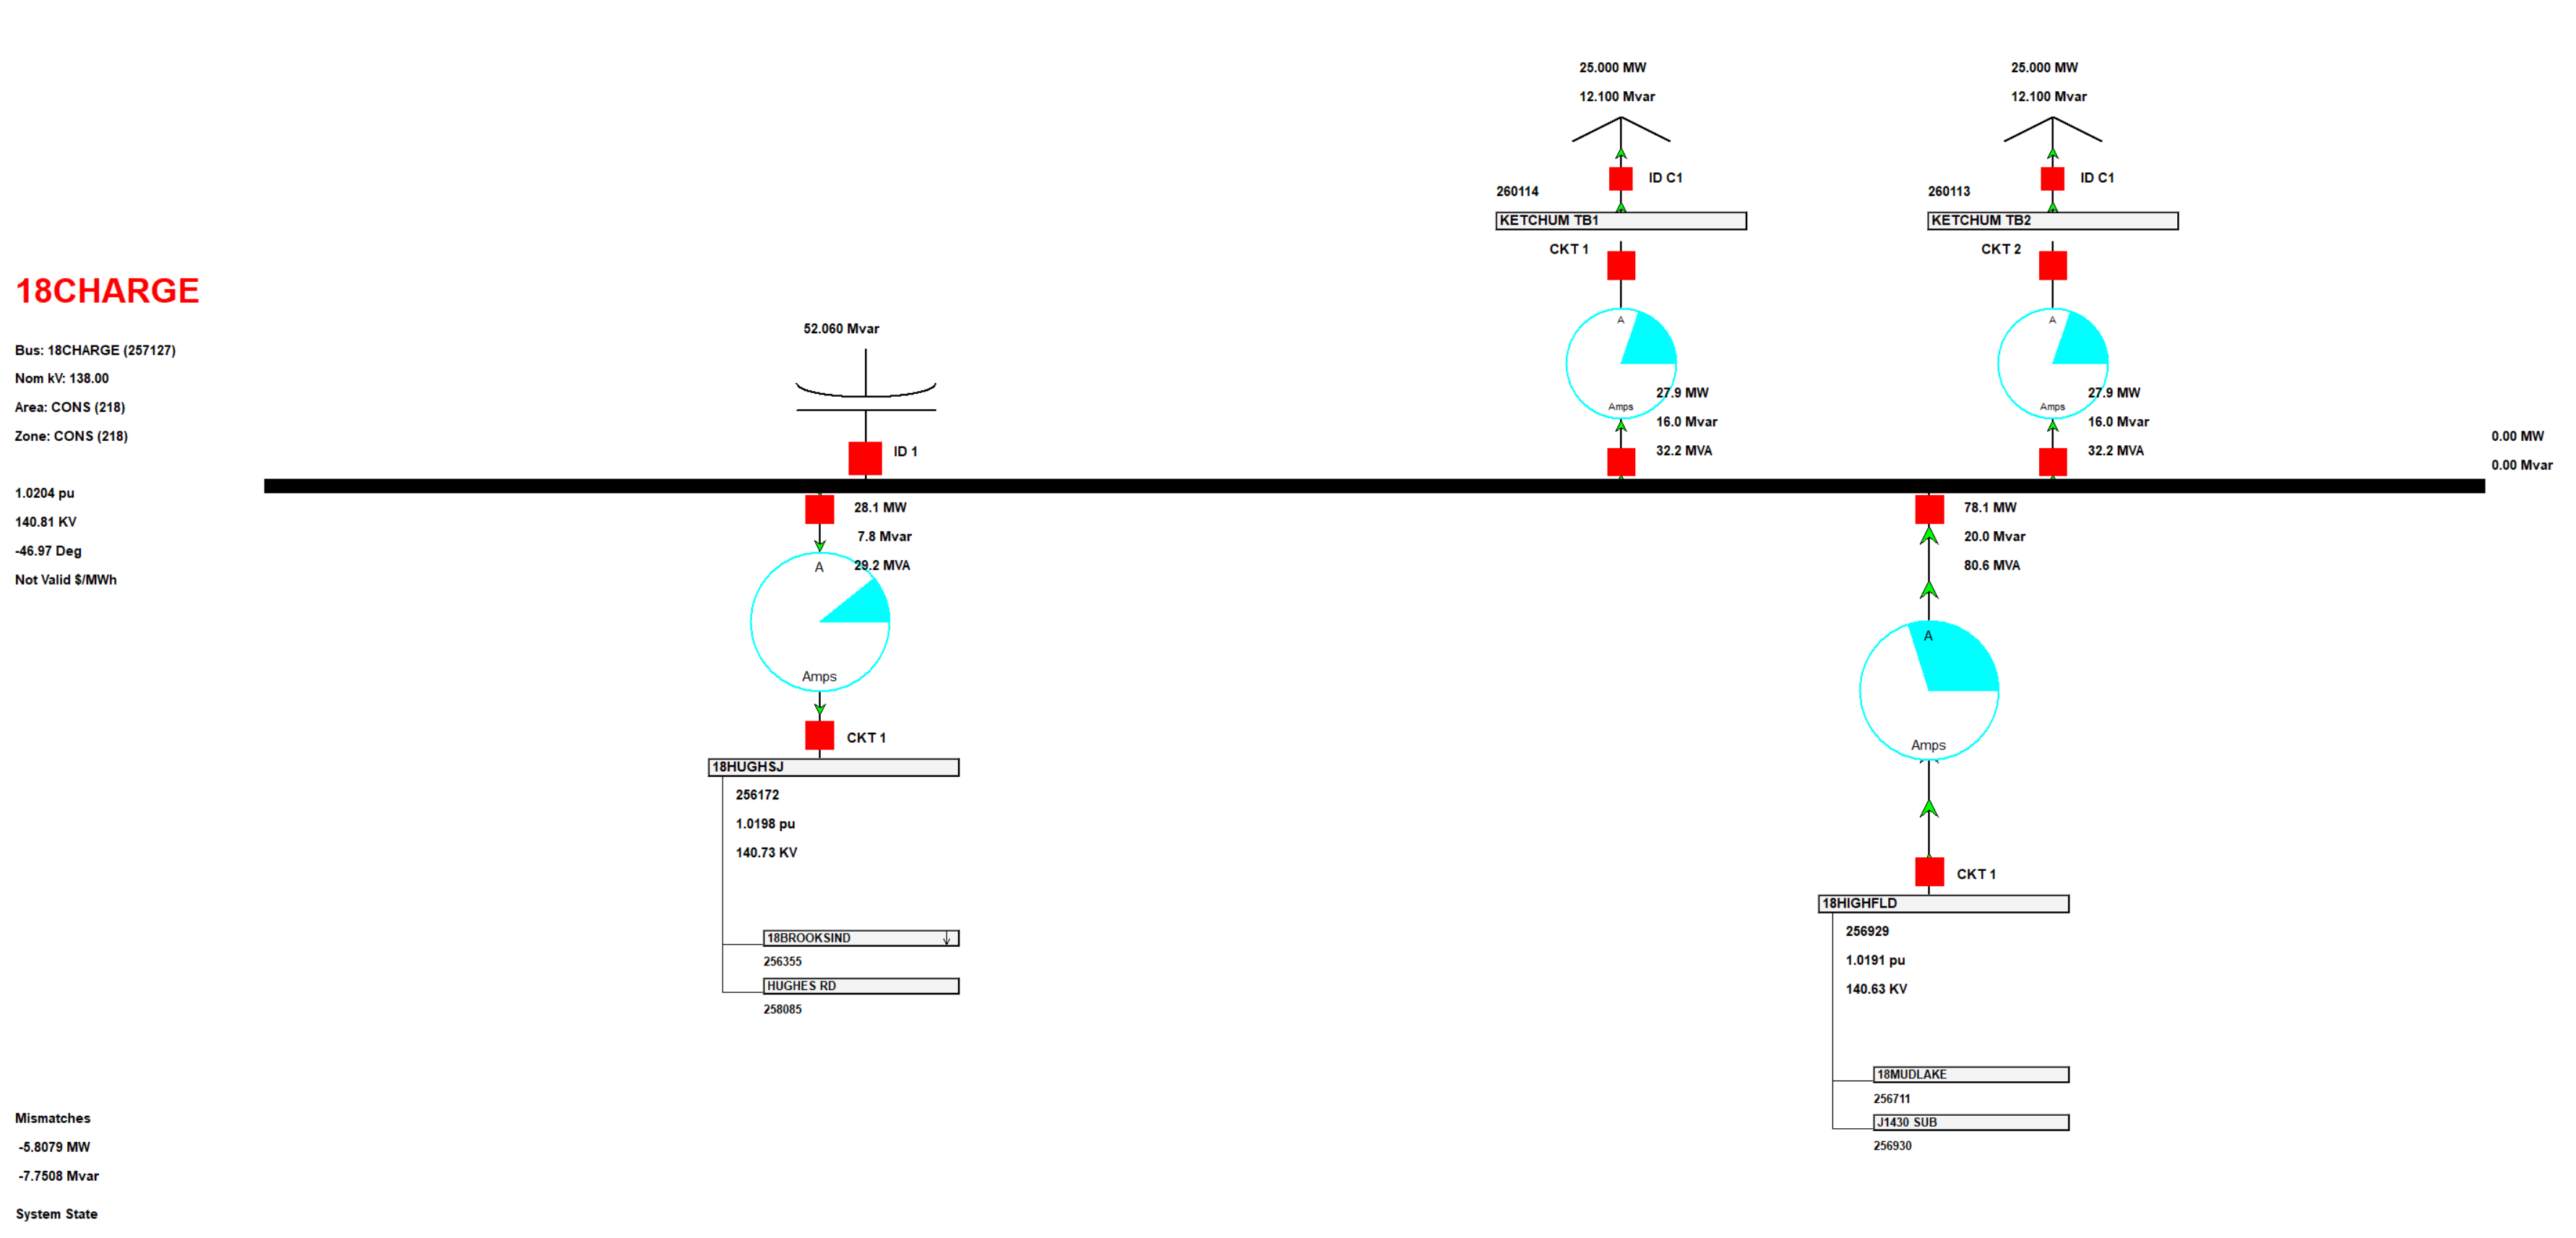 25.000 MW
12.100 Mvar
ID C1
260114
KETCHUM TB1
CKT 1
A
Amps
27.9 MW
16.0 Mvar
32.2 MVA
25.000 MW
12.100 Mvar
ID C1
260113
KETCHUM TB2
CKT 2
A
Amps
27.9 MW
16.0 Mvar
32.2 MVA
18CHARGE
Bus: 18CHARGE (257127)
Nom kV: 138.00
Area: CONS (218)
Zone: CONS (218)
1.0204 pu
140.81 KV
-46.97 Deg
Not Valid $/MWh
52.060 Mvar
ID 1
0.00 MW
0.00 Mvar
28.1 MW
7.8 Mvar
29.2 MVA
A
Amps
CKT 1
18HUGHSJ
256172
1.0198 pu
140.73 KV
18BROOKSIND
256355
HUGHES RD
258085
78.1 MW
20.0 Mvar
80.6 MVA
A
Amps
CKT 1
18HIGHFLD
256929
1.0191 pu
140.63 KV
18MUDLAKE
256711
J1430 SUB
256930
Mismatches
-5.8079 MW
-7.7508 Mvar
System State